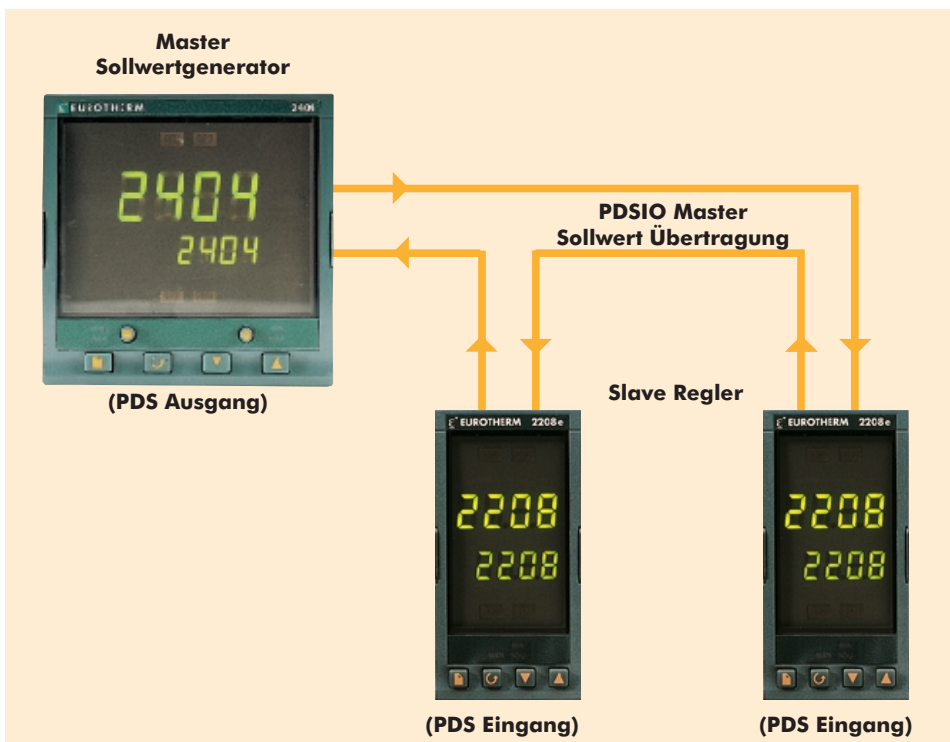 Master
Sollwertgenerator
EUROTHERM 2404
2404
2404
(PDS Ausgang)
PDSIO Master
Sollwert Übertragung
Slave Regler
EUROTHERM 2208e
2208
2208
(PDS Eingang)
EUROTHERM 2208e
2208
2208
(PDS Eingang)